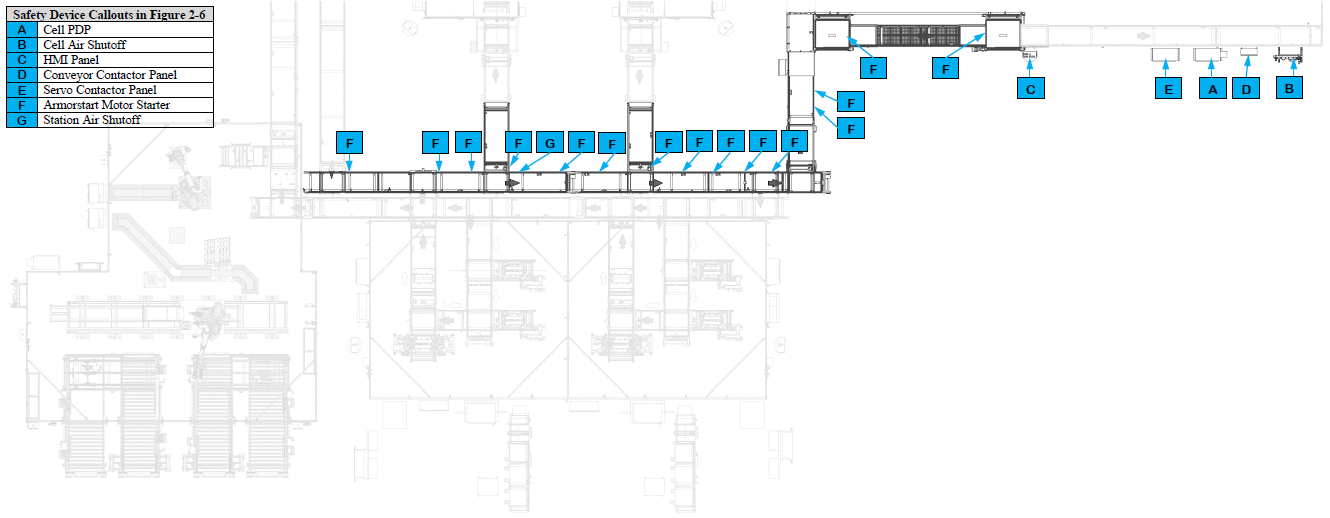 Safety Device Callouts in Figure 2-6
A Cell PDP
B Cell Air Shutoff
C HMI Panel
D Conveyor Contactor Panel
E Servo Contactor Panel
F Armorstart Motor Starter
G Station Air Shutoff
F F C E A D B
F
F
F F F F G F F F F F F F